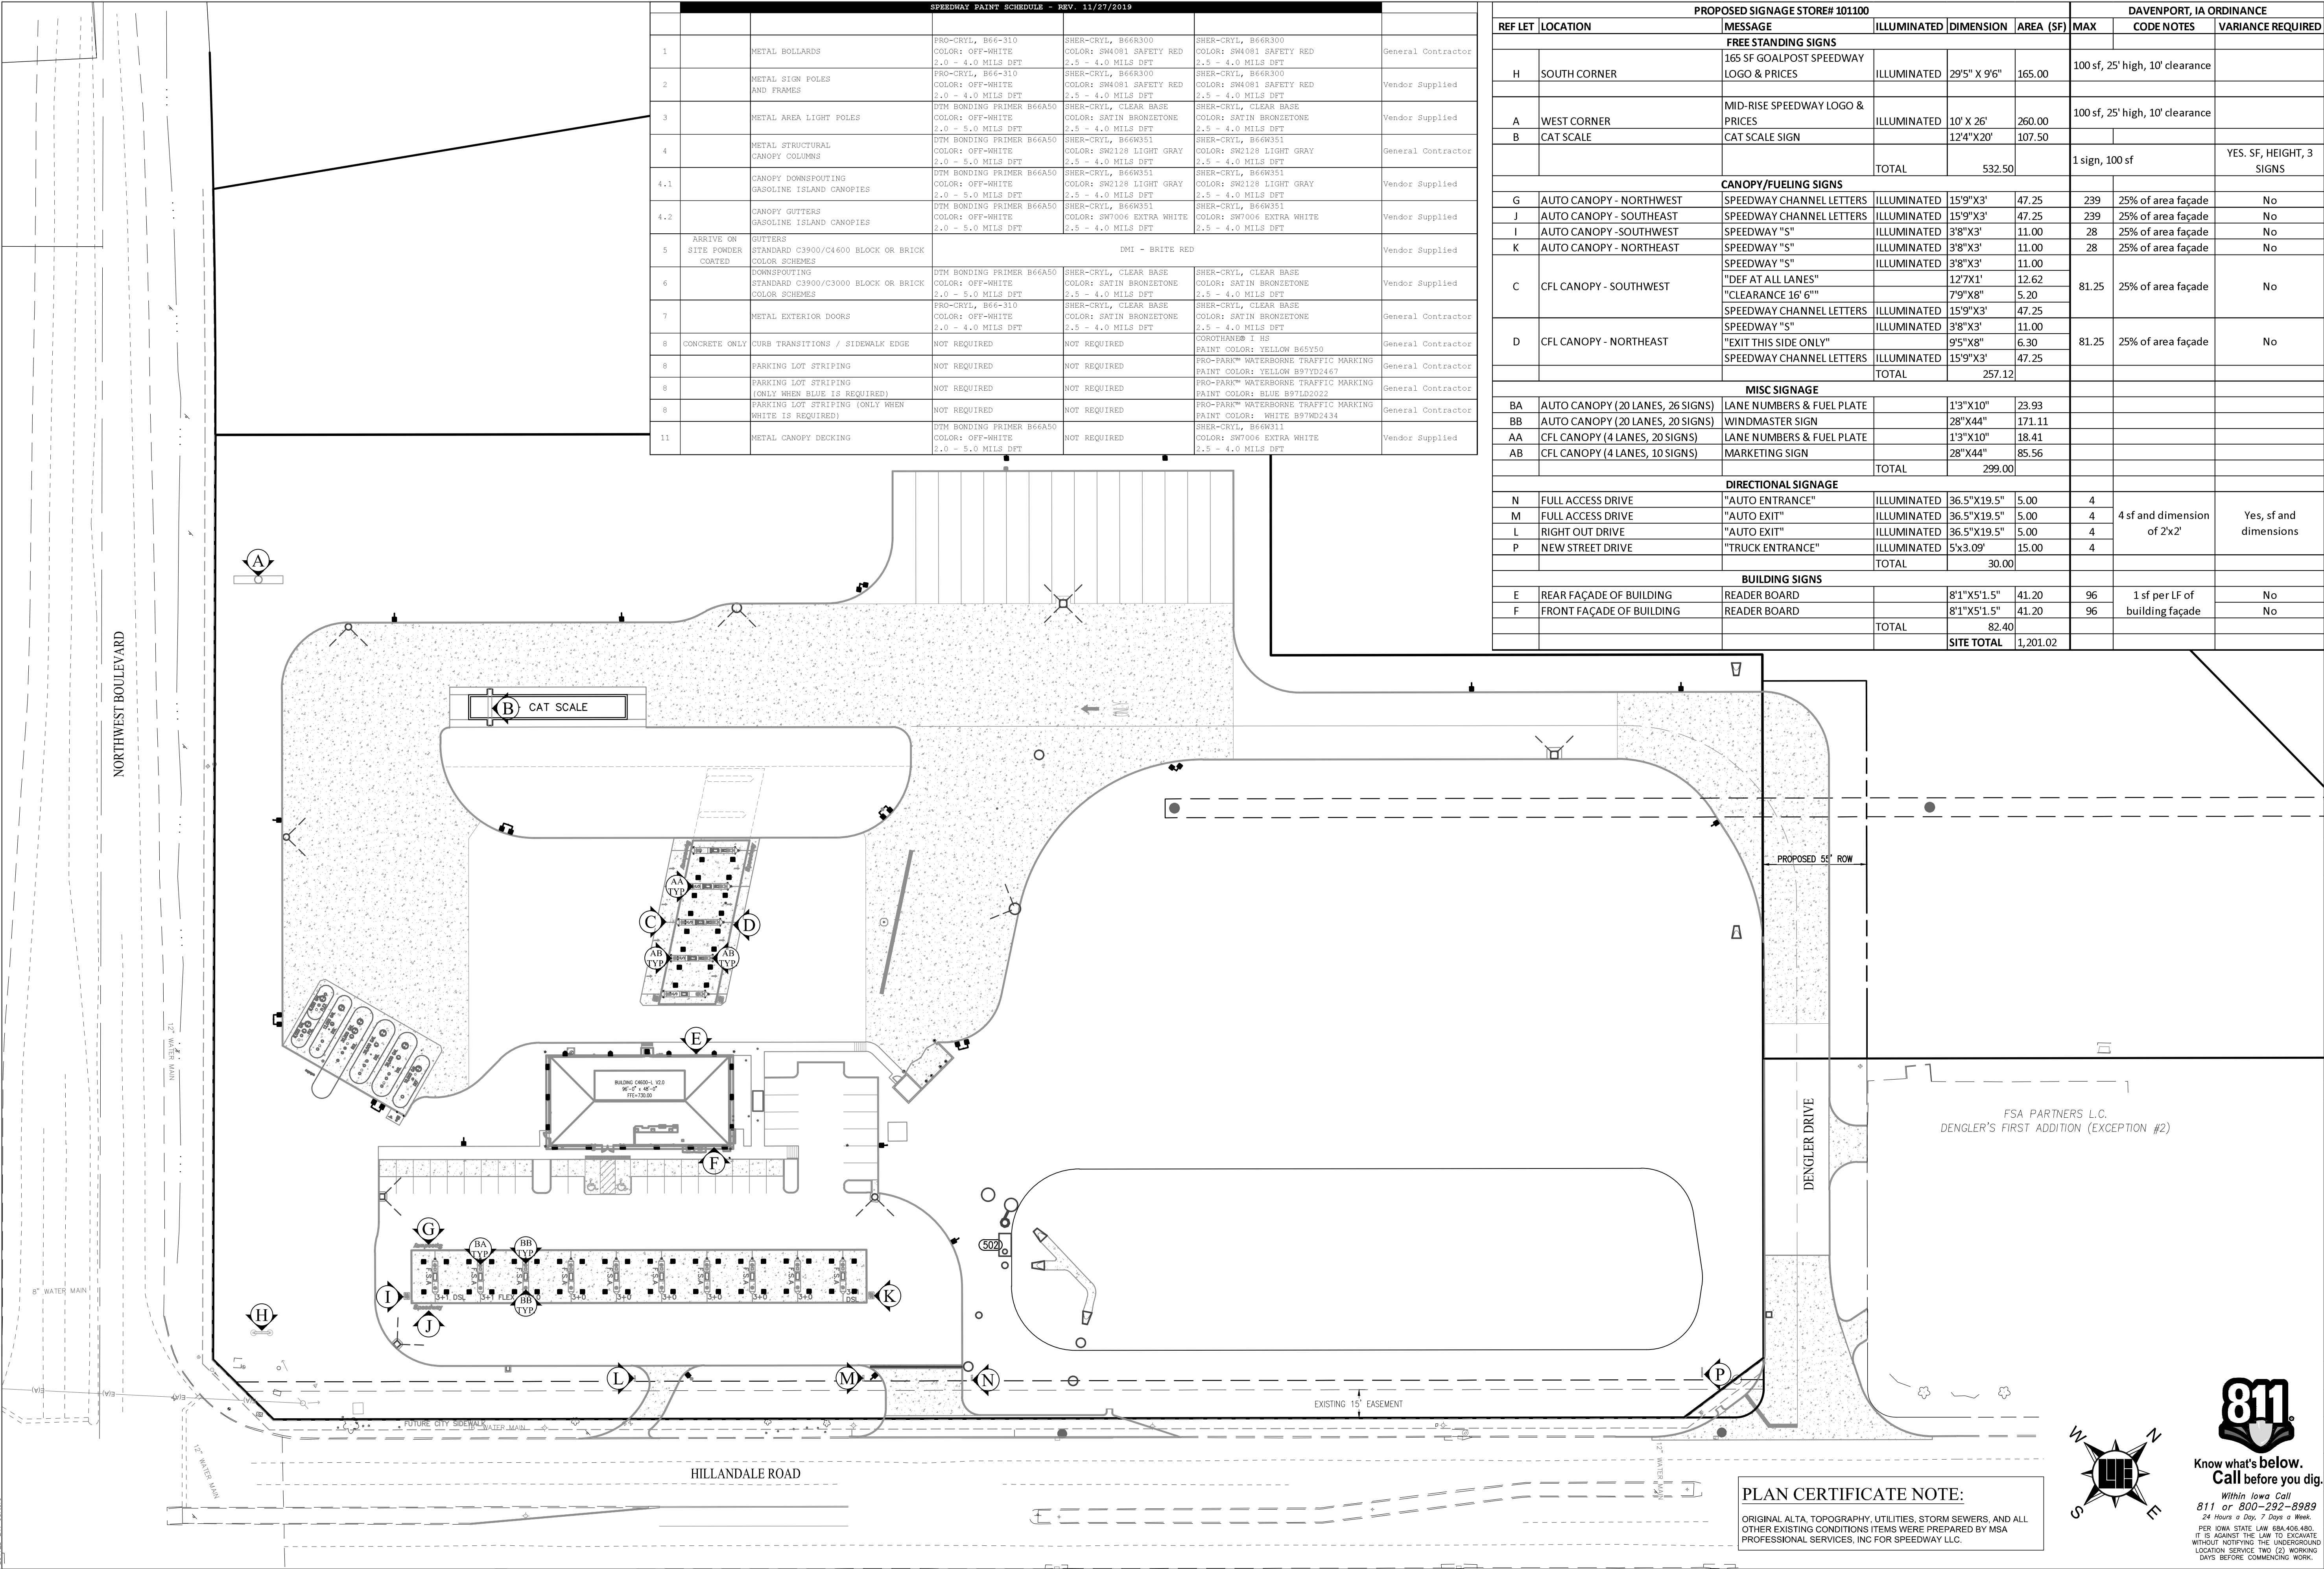 SPEEDWAY PAINT SCHEDULE - REV. 11/27/2019
1 METAL BOLLARDS PRO-CRYL, B66-310 COLOR: OFF-WHITE 2.0 - 4.0 MILS DFT SHER-CRYL, B66R300 COLOR: SW4081 SAFETY RED 2.5 - 4.0 MILS DFT SHER-CRYL, B66R300 COLOR: SW4081 SAFETY RED 2.5 - 4.0 MILS DFT General Contractor
2 METAL SIGN POLES AND FRAMES PRO-CRYL, B66-310 COLOR: OFF-WHITE 2.0 - 4.0 MILS DFT SHER-CRYL, B66R300 COLOR: SW4081 SAFETY RED 2.5 - 4.0 MILS DFT SHER-CRYL, B66R300 COLOR: SW4081 SAFETY RED 2.5 - 4.0 MILS DFT Vendor Supplied
3 METAL AREA LIGHT POLES DTM BONDING PRIMER B66A50 COLOR: OFF-WHITE 2.0 - 5.0 MILS DFT SHER-CRYL, CLEAR BASE COLOR: SATIN BRONZETONE 2.5 - 4.0 MILS DFT SHER-CRYL, CLEAR BASE COLOR: SATIN BRONZETONE 2.5 - 4.0 MILS DFT Vendor Supplied
4 METAL STRUCTURAL CANOPY COLUMNS DTM BONDING PRIMER B66A50 COLOR: OFF-WHITE 2.0 - 5.0 MILS DFT SHER-CRYL, B66W351 COLOR: SW2128 LIGHT GRAY 2.5 - 4.0 MILS DFT SHER-CRYL, B66W351 COLOR: SW2128 LIGHT GRAY 2.5 - 4.0 MILS DFT General Contractor
4.1 CANOPY DOWNSPOUTING GASOLINE ISLAND CANOPIES DTM BONDING PRIMER B66A50 COLOR: OFF-WHITE 2.0 - 5.0 MILS DFT SHER-CRYL, B66W351 COLOR: SW2128 LIGHT GRAY 2.5 - 4.0 MILS DFT SHER-CRYL, B66W351 COLOR: SW2128 LIGHT GRAY 2.5 - 4.0 MILS DFT Vendor Supplied
4.2 CANOPY GUTTERS GASOLINE ISLAND CANOPIES DTM BONDING PRIMER B66A50 COLOR: OFF-WHITE 2.0 - 5.0 MILS DFT SHER-CRYL, B66W351 COLOR: SW7006 EXTRA WHITE 2.5 - 4.0 MILS DFT SHER-CRYL, B66W351 COLOR: SW7006 EXTRA WHITE 2.5 - 4.0 MILS DFT Vendor Supplied
5 ARRIVE ON SITE POWDER COATED GUTTERS STANDARD C3900/C4600 BLOCK OR BRICK COLOR SCHEMES DMI - BRITE RED Vendor Supplied
6 DOWNSPOUTING STANDARD C3900/C3000 BLOCK OR BRICK COLOR SCHEMES DTM BONDING PRIMER B66A50 COLOR: OFF-WHITE 2.0 - 5.0 MILS DFT SHER-CRYL, CLEAR BASE COLOR: SATIN BRONZETONE 2.5 - 4.0 MILS DFT SHER-CRYL, CLEAR BASE COLOR: SATIN BRONZETONE 2.5 - 4.0 MILS DFT Vendor Supplied
7 METAL EXTERIOR DOORS PRO-CRYL, B66-310 COLOR: OFF-WHITE 2.0 - 4.0 MILS DFT SHER-CRYL, CLEAR BASE COLOR: SATIN BRONZETONE 2.5 - 4.0 MILS DFT SHER-CRYL, CLEAR BASE COLOR: SATIN BRONZETONE 2.5 - 4.0 MILS DFT General Contractor
8 CONCRETE ONLY CURB TRANSITIONS / SIDEWALK EDGE NOT REQUIRED NOT REQUIRED COROTHANE® I HS PAINT COLOR: YELLOW B65Y50 General Contractor
8 PARKING LOT STRIPING NOT REQUIRED NOT REQUIRED PRO-PARK™ WATERBORNE TRAFFIC MARKING PAINT COLOR: YELLOW B97YD2467 General Contractor
8 PARKING LOT STRIPING (ONLY WHEN BLUE IS REQUIRED) NOT REQUIRED NOT REQUIRED PRO-PARK™ WATERBORNE TRAFFIC MARKING PAINT COLOR: BLUE B97LD2022 General Contractor
8 PARKING LOT STRIPING (ONLY WHEN WHITE IS REQUIRED) NOT REQUIRED NOT REQUIRED PRO-PARK™ WATERBORNE TRAFFIC MARKING PAINT COLOR: WHITE B97WD2434 General Contractor
11 METAL CANOPY DECKING DTM BONDING PRIMER B66A50 COLOR: OFF-WHITE 2.0 - 5.0 MILS DFT NOT REQUIRED SHER-CRYL, B66W311 COLOR: SW7006 EXTRA WHITE 2.5 - 4.0 MILS DFT Vendor Supplied
PROPOSED SIGNAGE STORE# 101100 DAVENPORT, IA ORDINANCE
REF LET LOCATION MESSAGE ILLUMINATED DIMENSION AREA (SF) MAX CODE NOTES VARIANCE REQUIRED
FREE STANDING SIGNS
H SOUTH CORNER 165 SF GOALPOST SPEEDWAY LOGO & PRICES ILLUMINATED 29'5" X 9'6" 165.00 100 sf, 25' high, 10' clearance
A WEST CORNER MID-RISE SPEEDWAY LOGO & PRICES ILLUMINATED 10' X 26' 260.00 100 sf, 25' high, 10' clearance
B CAT SCALE CAT SCALE SIGN 12'4"X20' 107.50
TOTAL 532.50 1 sign, 100 sf YES. SF, HEIGHT, 3 SIGNS
CANOPY/FUELING SIGNS
G AUTO CANOPY - NORTHWEST SPEEDWAY CHANNEL LETTERS ILLUMINATED 15'9"X3' 47.25 239 25% of area façade No
J AUTO CANOPY - SOUTHEAST SPEEDWAY CHANNEL LETTERS ILLUMINATED 15'9"X3' 47.25 239 25% of area façade No
I AUTO CANOPY -SOUTHWEST SPEEDWAY "S" ILLUMINATED 3'8"X3' 11.00 28 25% of area façade No
K AUTO CANOPY - NORTHEAST SPEEDWAY "S" ILLUMINATED 3'8"X3' 11.00 28 25% of area façade No
C CFL CANOPY - SOUTHWEST SPEEDWAY "S" ILLUMINATED 3'8"X3' 11.00 81.25 25% of area façade No
"DEF AT ALL LANES" 12'7X1' 12.62
"CLEARANCE 16' 6"" 7'9"X8" 5.20
SPEEDWAY CHANNEL LETTERS ILLUMINATED 15'9"X3' 47.25
D CFL CANOPY - NORTHEAST SPEEDWAY "S" ILLUMINATED 3'8"X3' 11.00 81.25 25% of area façade No
"EXIT THIS SIDE ONLY" 9'5"X8" 6.30
SPEEDWAY CHANNEL LETTERS ILLUMINATED 15'9"X3' 47.25
TOTAL 257.12
MISC SIGNAGE
BA AUTO CANOPY (20 LANES, 26 SIGNS) LANE NUMBERS & FUEL PLATE 1'3"X10" 23.93
BB AUTO CANOPY (20 LANES, 20 SIGNS) WINDMASTER SIGN 28"X44" 171.11
AA CFL CANOPY (4 LANES, 20 SIGNS) LANE NUMBERS & FUEL PLATE 1'3"X10" 18.41
AB CFL CANOPY (4 LANES, 10 SIGNS) MARKETING SIGN 28"X44" 85.56
TOTAL 299.00
DIRECTIONAL SIGNAGE
N FULL ACCESS DRIVE "AUTO ENTRANCE" ILLUMINATED 36.5"X19.5" 5.00 4
M FULL ACCESS DRIVE "AUTO EXIT" ILLUMINATED 36.5"X19.5" 5.00 4 4 sf and dimension of 2'x2' Yes, sf and dimensions
L RIGHT OUT DRIVE "AUTO EXIT" ILLUMINATED 36.5"X19.5" 5.00 4
P NEW STREET DRIVE "TRUCK ENTRANCE" ILLUMINATED 5'x3.09' 15.00 4
TOTAL 30.00
BUILDING SIGNS
E REAR FAÇADE OF BUILDING READER BOARD 8'1"X5'1.5" 41.20 96 1 sf per LF of building façade No
F FRONT FAÇADE OF BUILDING READER BOARD 8'1"X5'1.5" 41.20 96 No
TOTAL 82.40
SITE TOTAL 1,201.02
A
NORTHWEST BOULEVARD
B CAT SCALE
AA TYP
C
D
AB TYP
AB TYP
PROPOSED 55' ROW
12" WATER MAIN
E
BUILDING C4600-L V2.0
96'-0" x 48'-0"
FFE=730.00
F
FSA PARTNERS L.C.
DENGLER'S FIRST ADDITION (EXCEPTION #2)
DENGLER DRIVE
G
BA TYP
BB TYP
502
8" WATER MAIN
I
3+1 DSL 3+1 FLEX 3+0 3+0 3+0 3+0 3+0 3+0
DSL
BB TYP
K
H
J
L
M
N
P
EXISTING 15' EASEMENT
FUTURE CITY SIDEWALK
WATER MAIN
12" WATER MAIN
12" WATER MAIN
HILLANDALE ROAD
PLAN CERTIFICATE NOTE:
ORIGINAL ALTA, TOPOGRAPHY, UTILITIES, STORM SEWERS, AND ALL
OTHER EXISTING CONDITIONS ITEMS WERE PREPARED BY MSA
PROFESSIONAL SERVICES, INC FOR SPEEDWAY LLC.
W N
S E
811
Know what's below.
Call before you dig.
Within Iowa Call
811 or 800-292-8989
24 Hours a Day, 7 Days a Week.
PER IOWA STATE LAW 68A.406.480.
IT IS AGAINST THE LAW TO EXCAVATE
WITHOUT NOTIFYING THE UNDERGROUND
LOCATION SERVICE TWO (2) WORKING
DAYS BEFORE COMMENCING WORK.